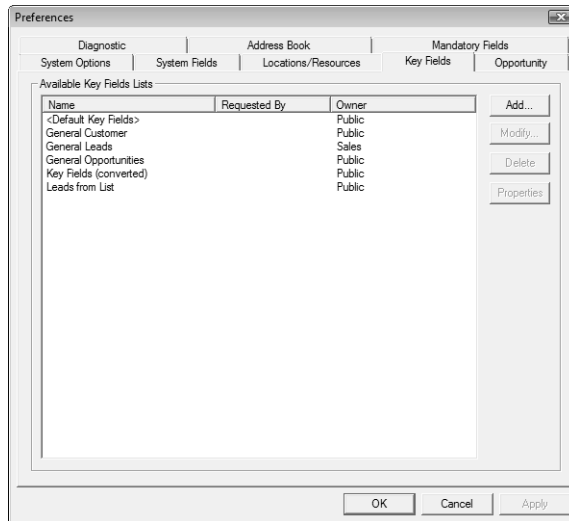 Preferences
Diagnostic Address Book Mandatory Fields
System Options System Fields Locations/Resources Key Fields Opportunity
Available Key Fields Lists
Name Requested By Owner
<Default Key Fields> Public
General Customer Public
General Leads Sales
General Opportunities Public
Key Fields (converted) Public
Leads from List Public
Add...
Modify...
Delete
Properties
OK Cancel Apply